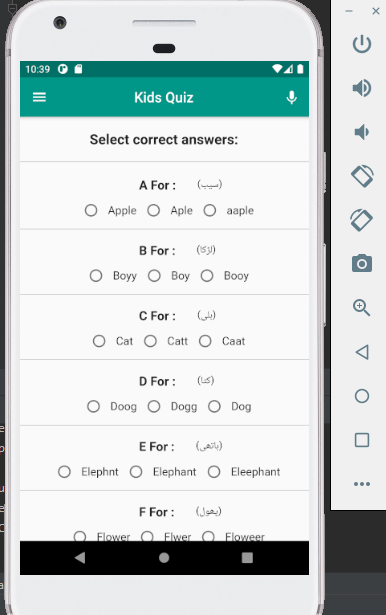 10:39
Kids Quiz
Select correct answers:
A For : (سیب)
Apple Aple aaple
B For : (لڑکا)
Boyy Boy Booy
C For : (بلی)
Cat Catt Caat
D For : (کتا)
Doog Dogg Dog
E For : (ہاتھی)
Elephnt Elephant Eleephant
F For : (پھول)
Flower Flwer Floweer